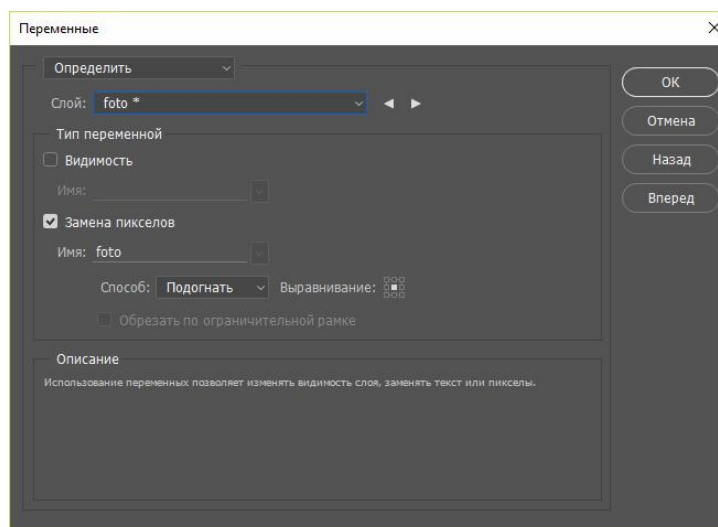 Переменные
Определить
Слой: foto *
Тип переменной
Видимость
Имя:
Замена пикселов
Имя: foto
Способ: Подогнать Выравнивание:
Обрезать по ограничительной рамке
Описание
Использование переменных позволяет изменять видимость слоя, заменять текст или пикселы.
ОК
Отмена
Назад
Вперед